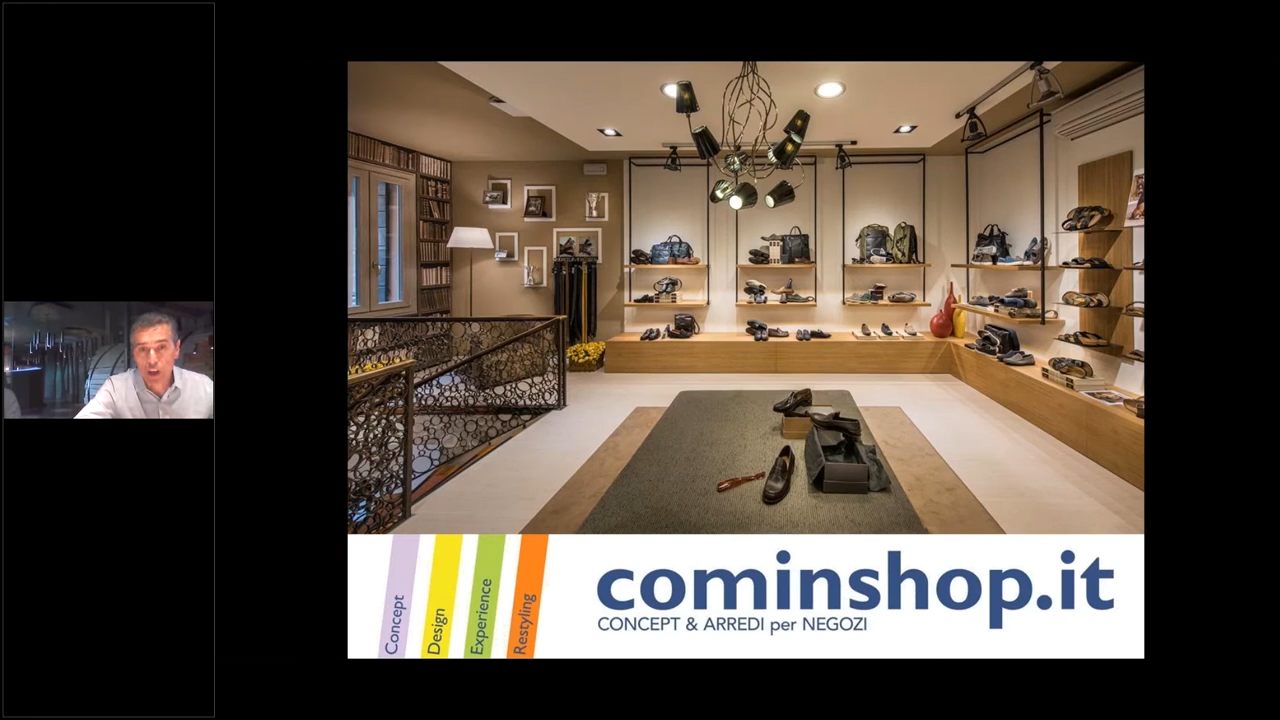 Concept
Design
Experience
Restyling
cominshop.it
CONCEPT & ARREDI per NEGOZI